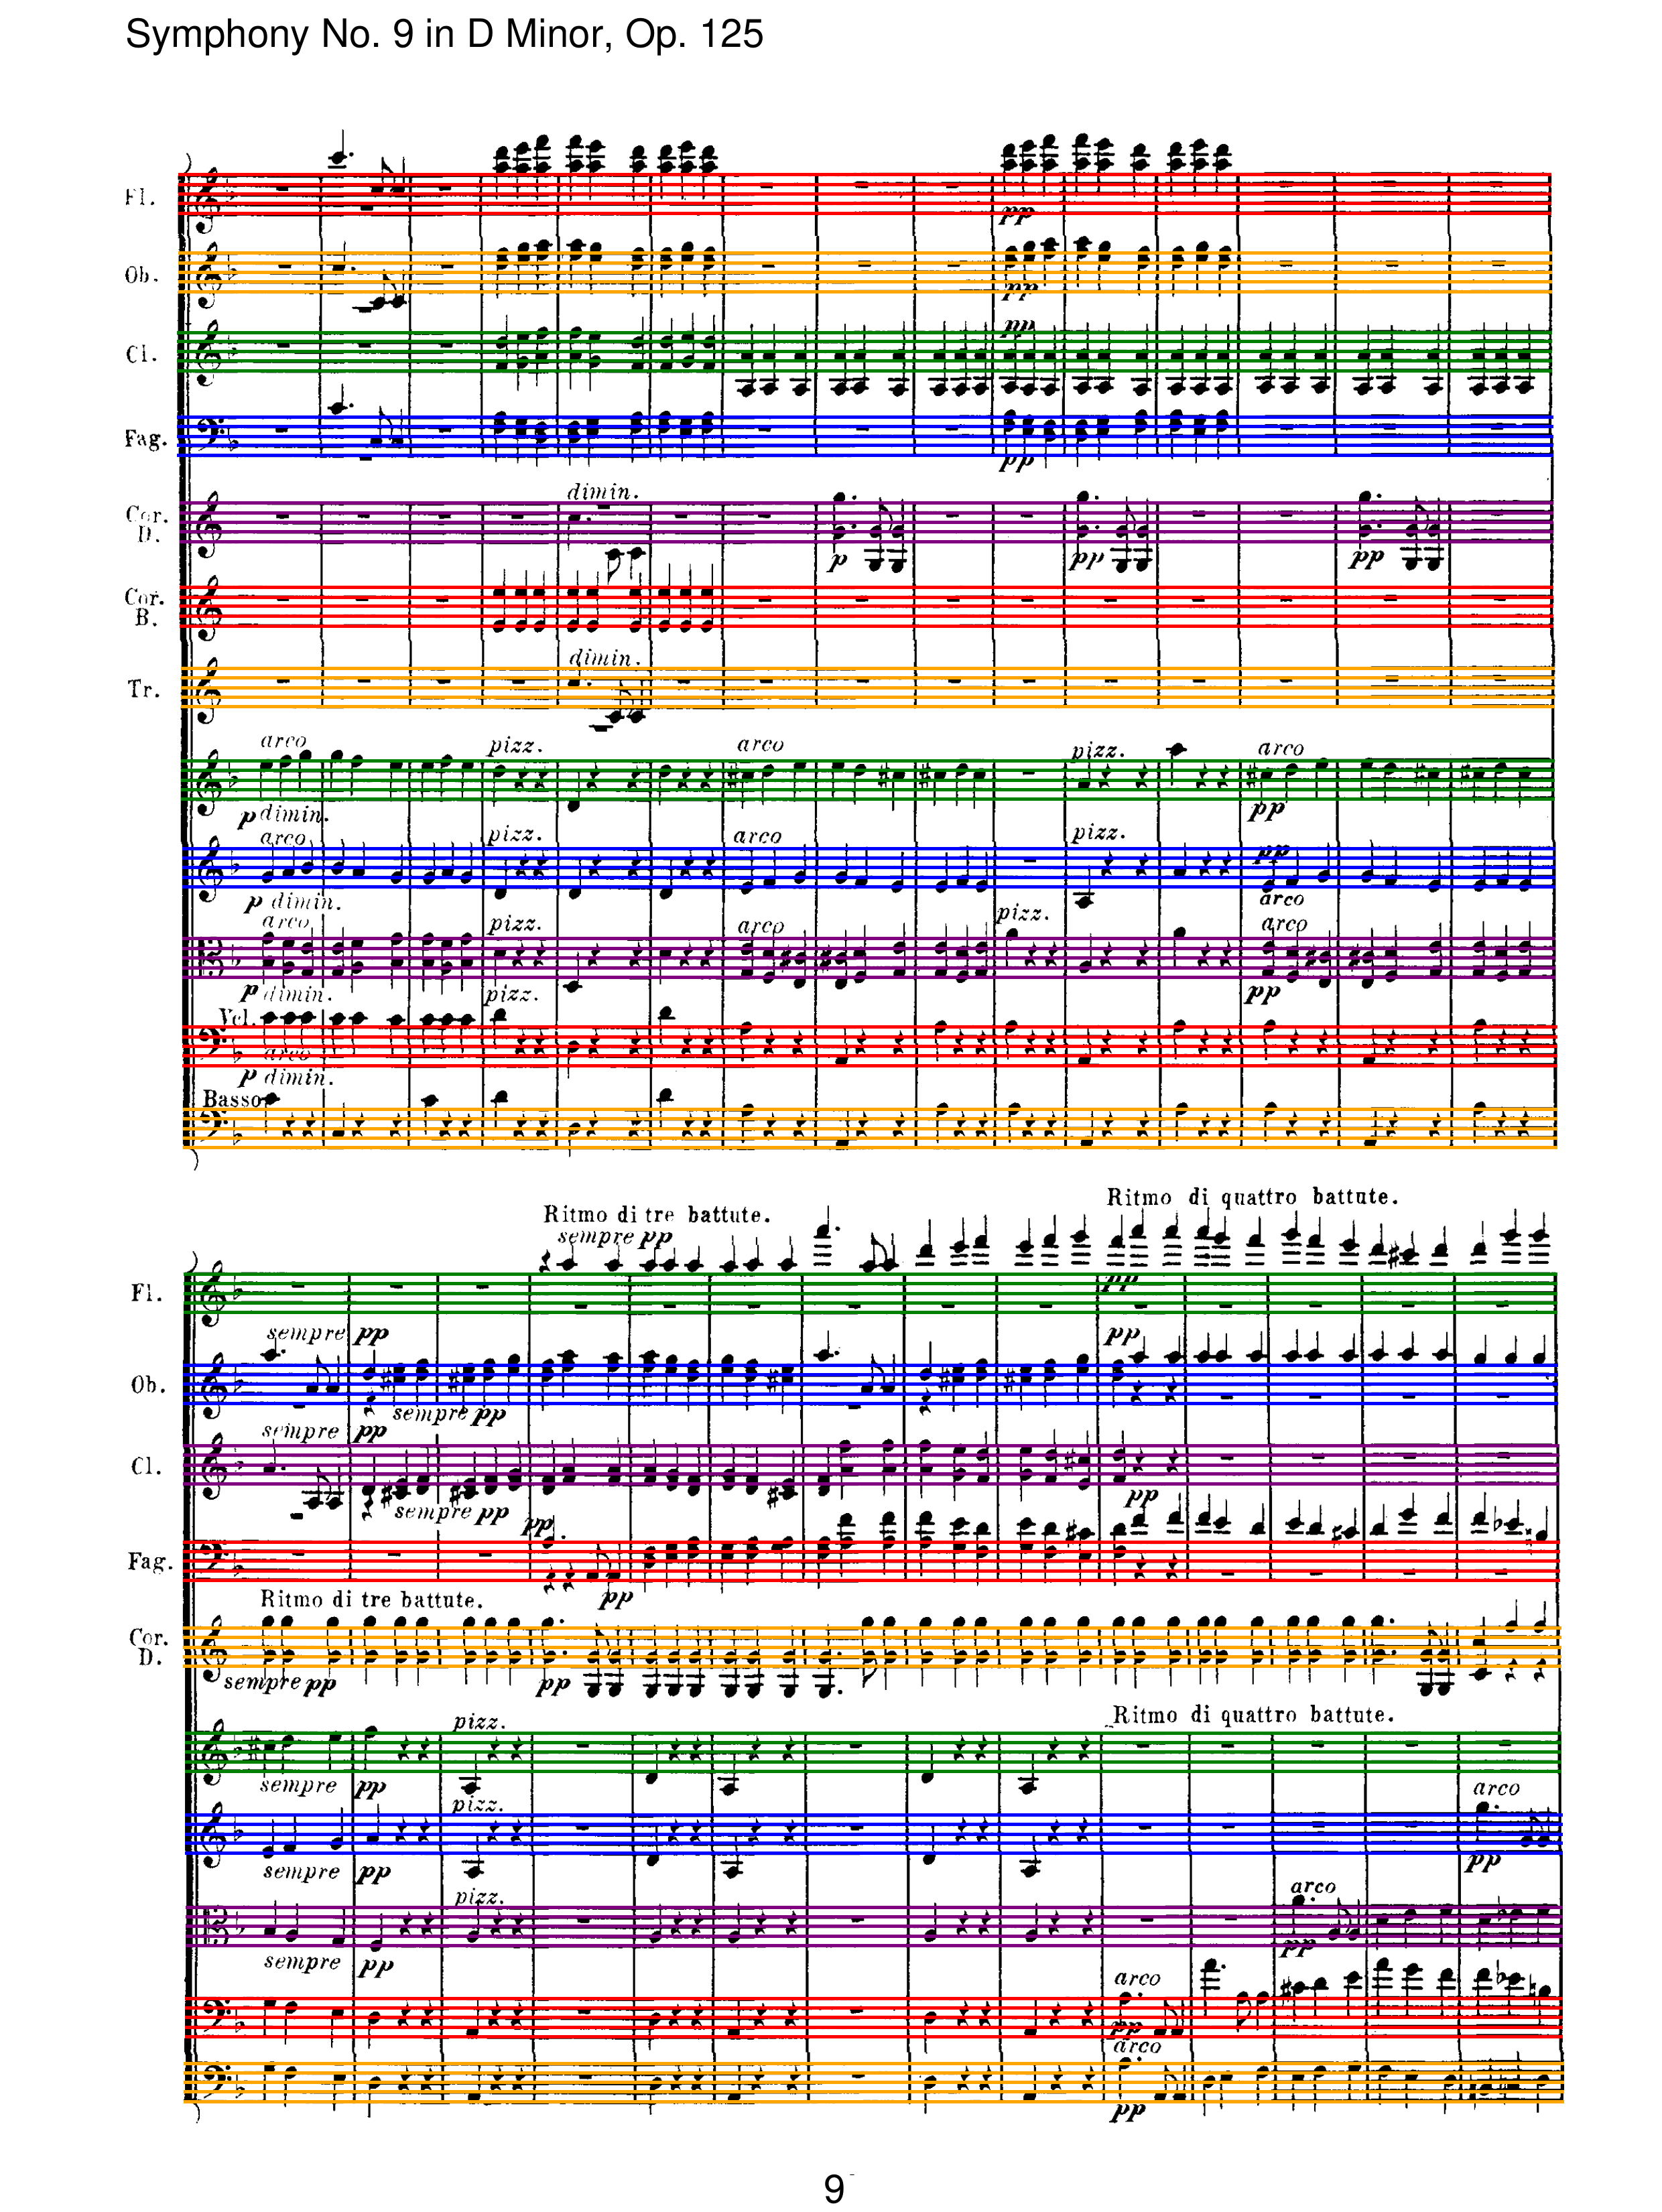 Symphony No. 9 in D Minor, Op. 125
Fl.
pp
Ob.
pp
pp
Cl.
Fag.
pp
dimin.
Cor. D.
p pp pp
Cor. B.
dimin.
Tr.
arco pizz. arco pizz. arco
p dimin. pp
arco pizz. arco pizz. pp
p dimin. arco
arco pizz. arco pizz. arco
p dimin. pizz. pp
Vcl.
arco
p dimin.
Basso
Ritmo di quattro battute.
Ritmo di tre battute.
sempre pp
Fl.
pp
sempre pp pp
Ob.
sempre pp
sempre pp
Cl.
sempre pp pp
pp
Fag.
pp
Ritmo di tre battute.
Cor. D.
sempre pp pp
pizz. Ritmo di quattro battute.
sempre pp arco
pizz.
sempre pp pp
pizz. arco
pp
sempre pp
arco
pp
arco
pp
9